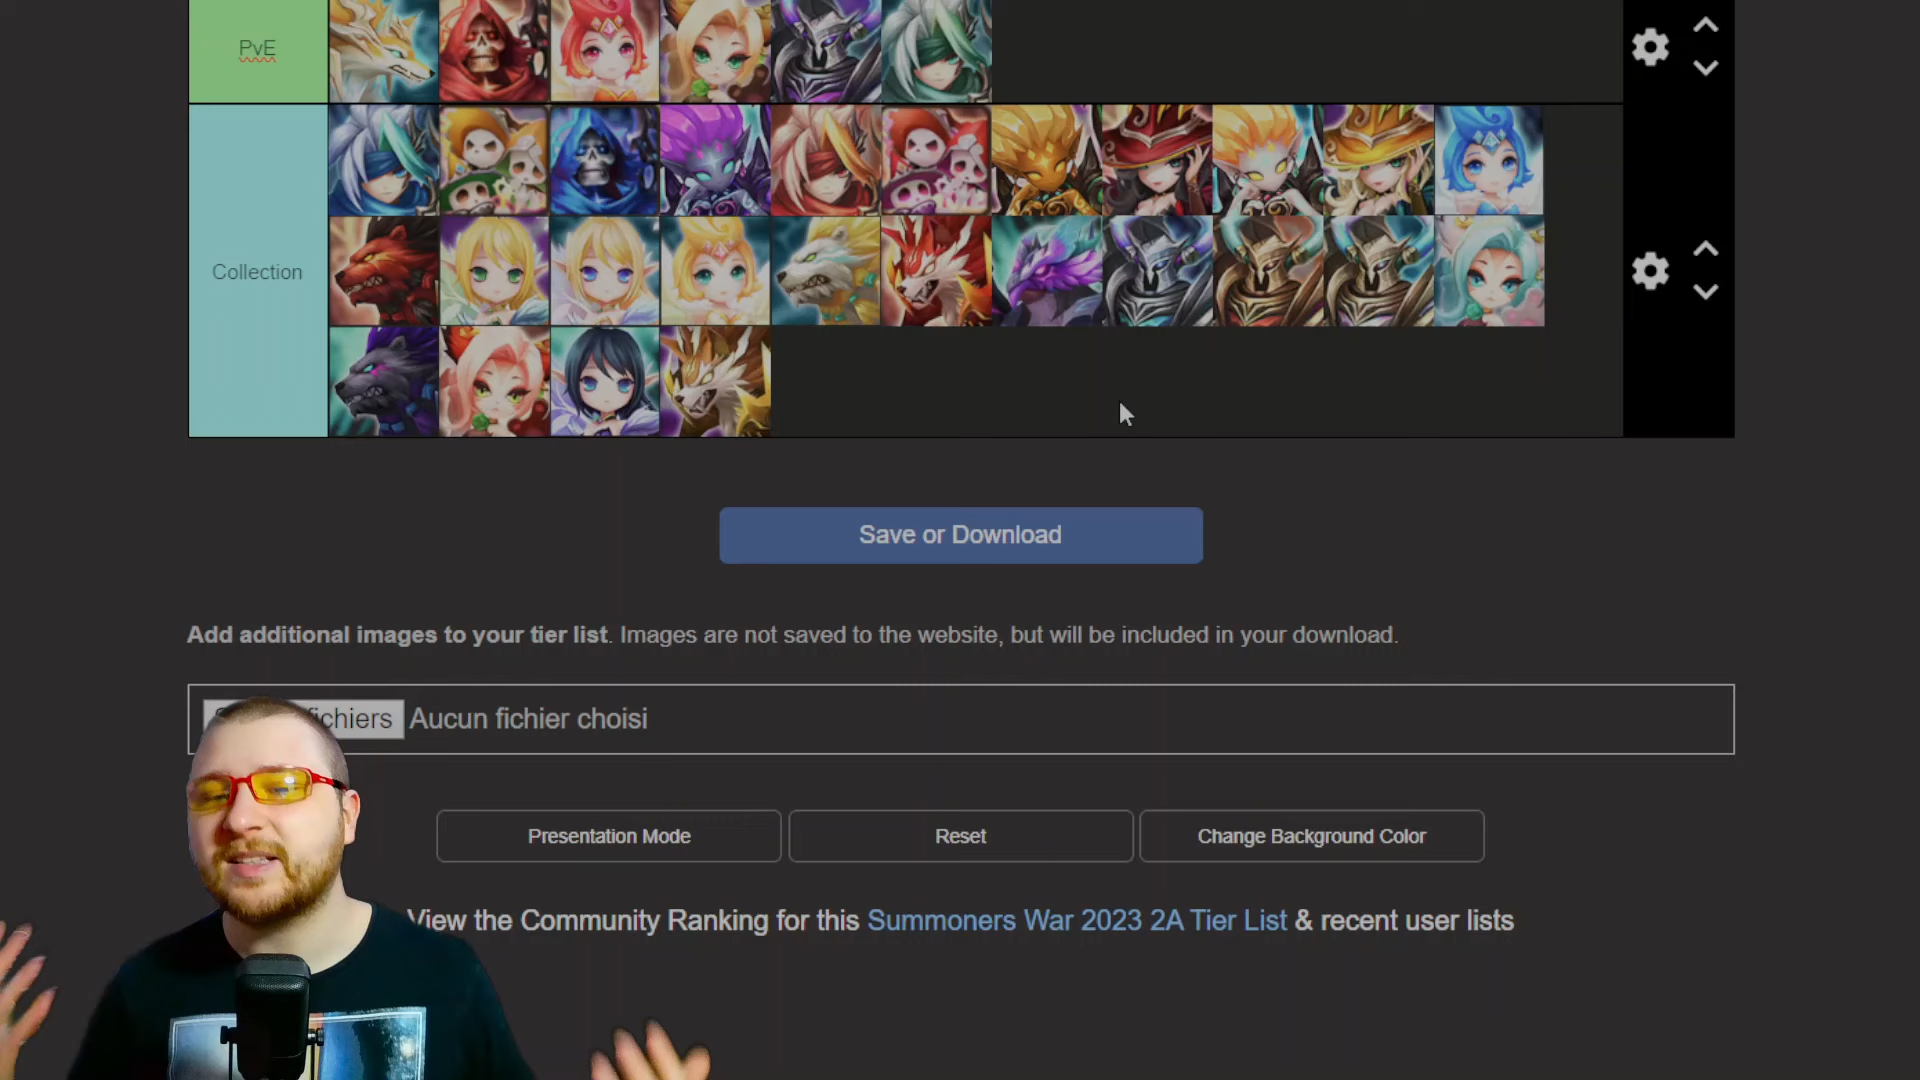 PvE
Collection
Save or Download
Add additional images to your tier list. Images are not saved to the website, but will be included in your download.
fichiers Aucun fichier choisi
Presentation Mode
Reset
Change Background Color
View the Community Ranking for this Summoners War 2023 2A Tier List & recent user lists